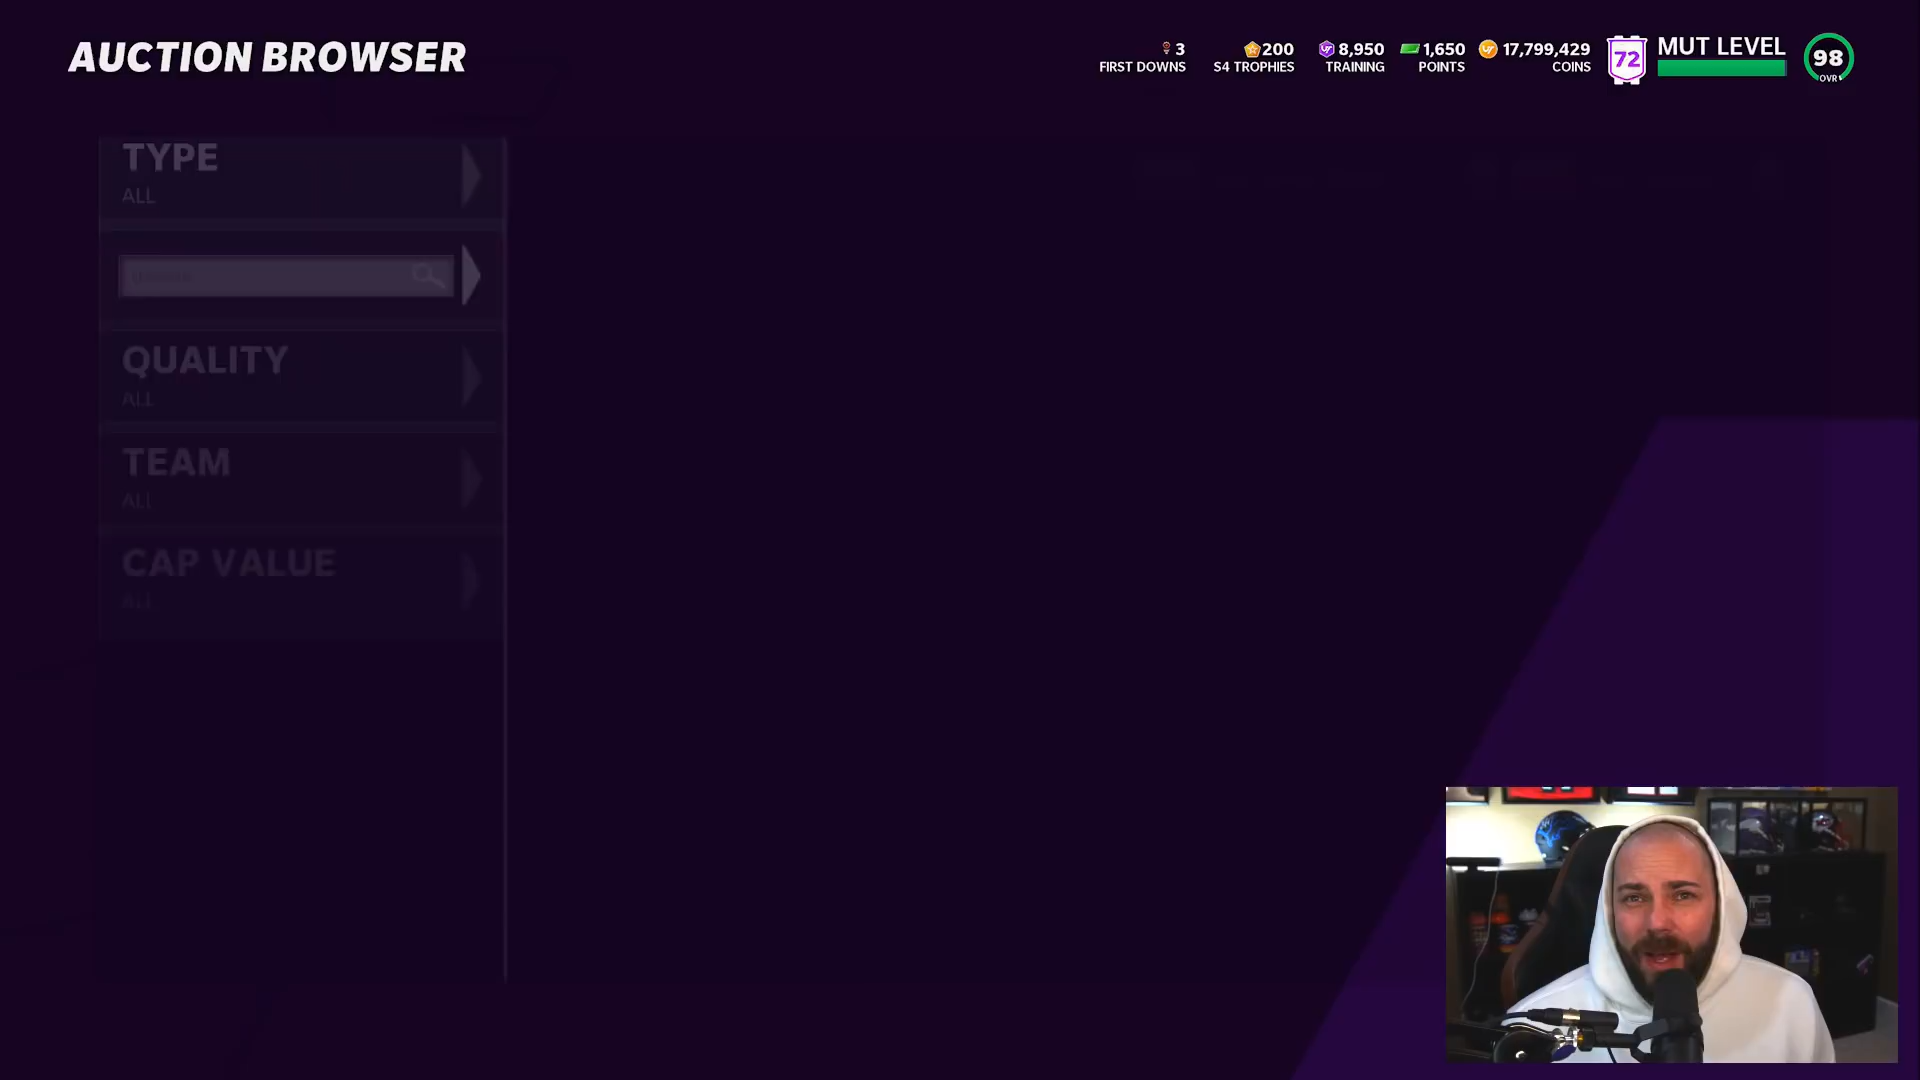 AUCTION BROWSER
3
FIRST DOWNS
200
S4 TROPHIES
8,950
TRAINING
1,650
POINTS
17,799,429
COINS
72
MUT LEVEL
98
OVR
TYPE
ALL
QUALITY
ALL
TEAM
ALL
CAP VALUE
ALL